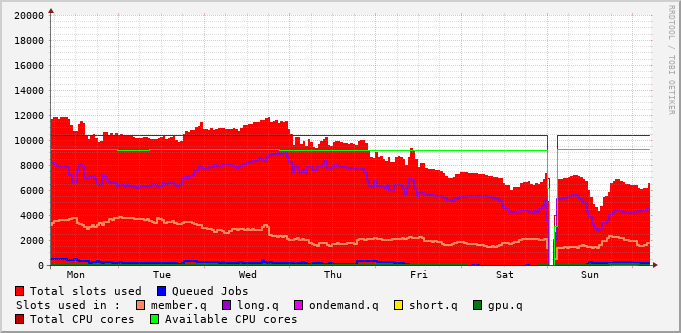 RRDTOOL / TOBI OETIKER
20000
18000
16000
14000
12000
10000
8000
6000
4000
2000
0
Mon Tue Wed Thu Fri Sat Sun
Total slots used Queued Jobs
Slots used in : member.q long.q ondemand.q short.q gpu.q
Total CPU cores Available CPU cores